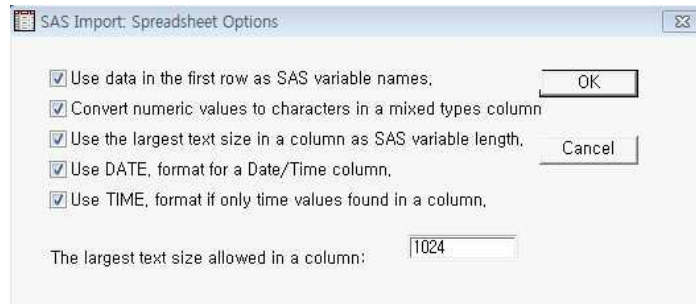 SAS Import: Spreadsheet Options
Use data in the first row as SAS variable names,
OK
Convert numeric values to characters in a mixed types column
Use the largest text size in a column as SAS variable length,
Cancel
Use DATE, format for a Date/Time column,
Use TIME, format if only time values found in a column,
The largest text size allowed in a column: 1024